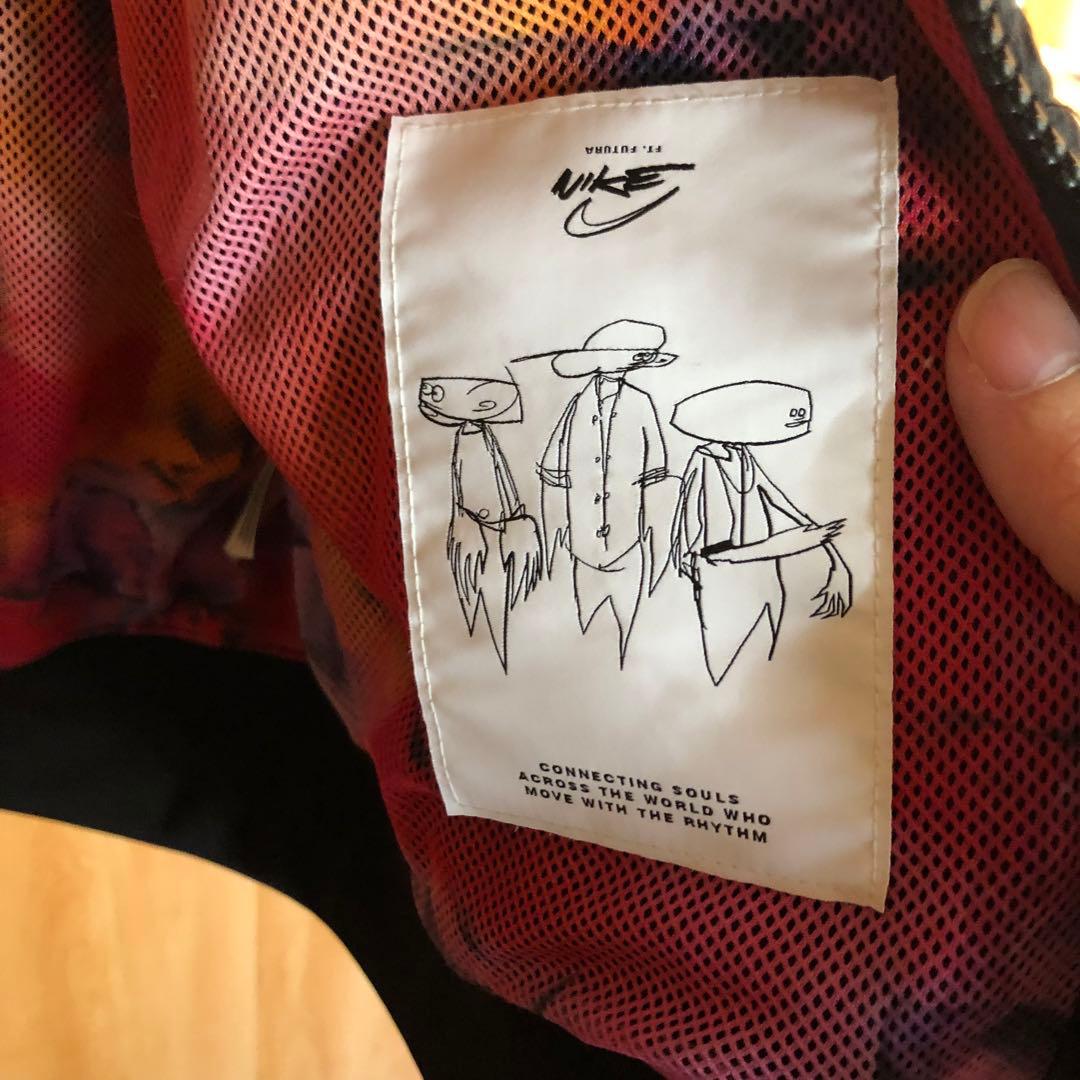 FT. FUTURA
NIKE
CONNECTING SOULS
ACROSS THE WORLD WHO
MOVE WITH THE RHYTHM